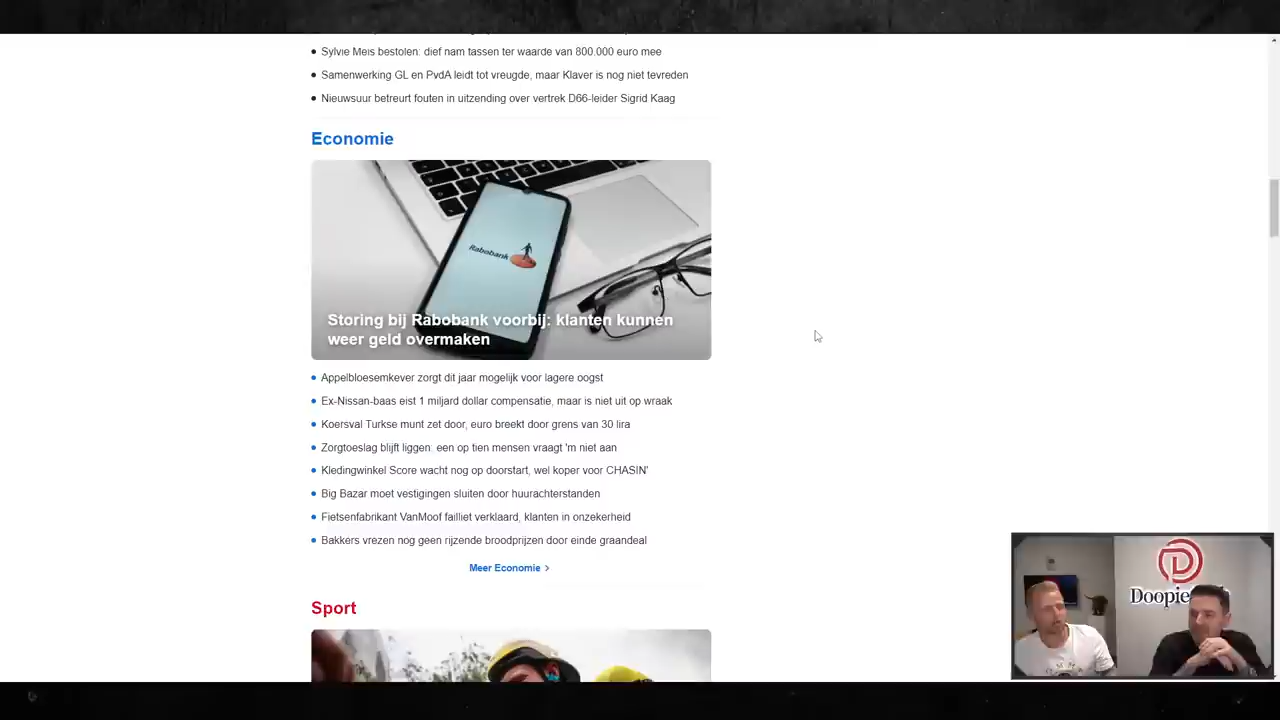 Sylvie Meis bestolen: dief nam tassen ter waarde van 800.000 euro mee
Samenwerking GL en PvdA leidt tot vreugde, maar Klaver is nog niet tevreden
Nieuwsuur betreurt fouten in uitzending over vertrek D66-leider Sigrid Kaag
Economie
Rabobank
Storing bij Rabobank voorbij: klanten kunnen
weer geld overmaken
Appelbloesemkever zorgt dit jaar mogelijk voor lagere oogst
Ex-Nissan-baas eist 1 miljard dollar compensatie, maar is niet uit op wraak
Koersval Turkse munt zet door, euro breekt door grens van 30 lira
Zorgtoeslag blijft liggen: een op tien mensen vraagt 'm niet aan
Kledingwinkel Score wacht nog op doorstart, wel koper voor CHASIN'
Big Bazar moet vestigingen sluiten door huurachterstanden
Fietsenfabrikant VanMoof failliet verklaard, klanten in onzekerheid
Bakkers vrezen nog geen rijzende broodprijzen door einde graandeal
Meer Economie
Sport